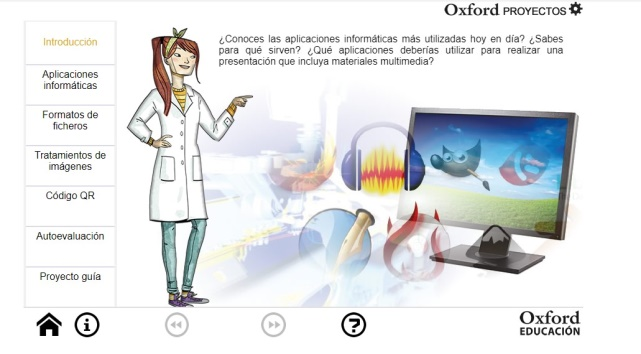 Oxford PROYECTOS
Introducción
Aplicaciones
informáticas
Formatos de
ficheros
Tratamientos de
imágenes
Código QR
Autoevaluación
Proyecto guía
¿Conoces las aplicaciones informáticas más utilizadas hoy en día? ¿Sabes
para qué sirven? ¿Qué aplicaciones deberías utilizar para realizar una
presentación que incluya materiales multimedia?
Oxford
EDUCACIÓN